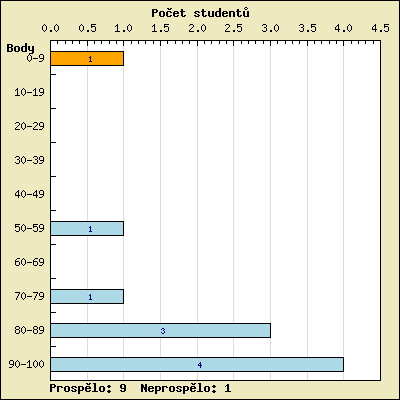 Počet studentů
0.0 0.5 1.0 1.5 2.0 2.5 3.0 3.5 4.0 4.5
Body
0-9 1
10-19
20-29
30-39
40-49
50-59 1
60-69
70-79 1
80-89 3
90-100 4
Prospělo: 9 Neprospělo: 1